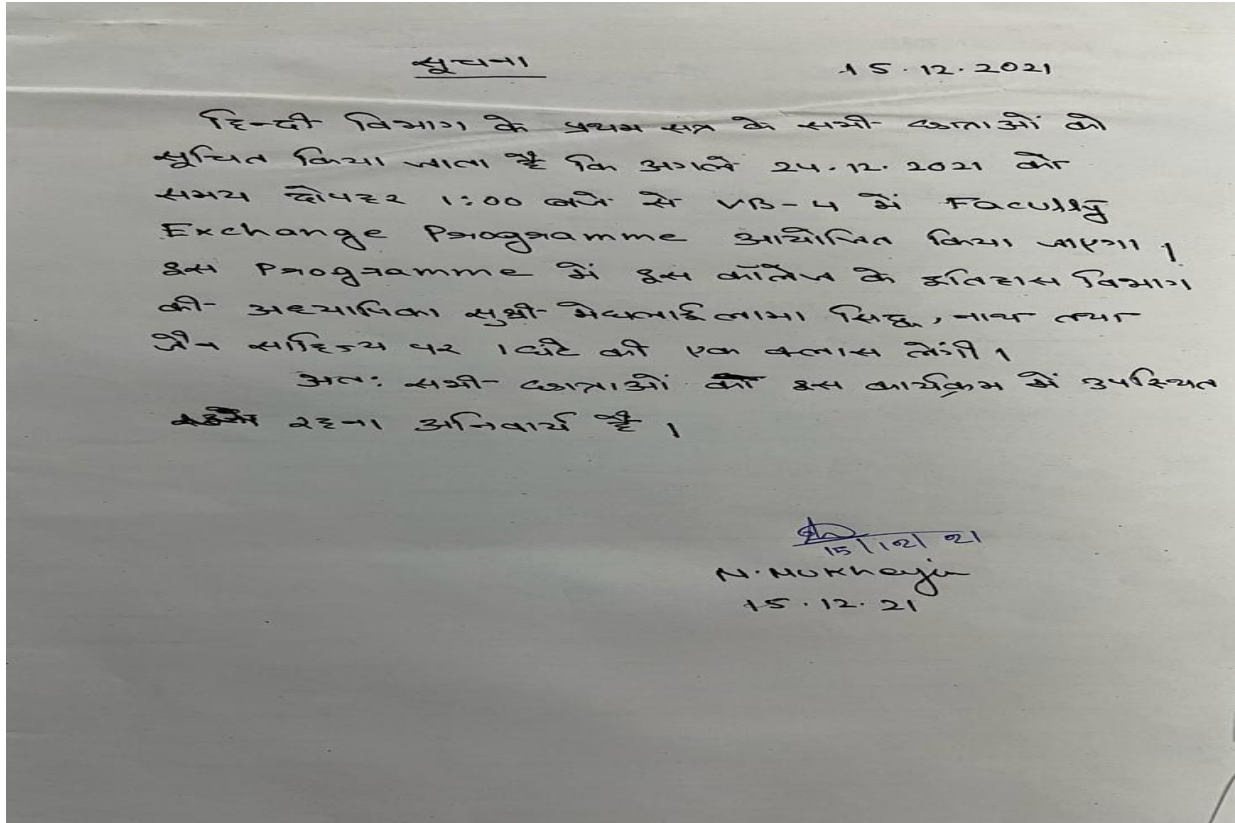 सूचना 15.12.2021
हिन्दी विभाग के प्रथम सत्र के सभी छात्राओं को
सूचित किया जाता है कि अगले 24.12.2021 को
समय दोपहर 1:00 बजे से VB-4 में Faculty
Exchange Programme आयोजित किया जाएगा।
इस Programme में इस कॉलेज के इतिहास विभाग
की अध्यापिका सुश्री लामा सिद्ध, नाथ तथा
जैन साहित्य पर 1 घंटे की एक क्लास लेंगी।
अतः सभी छात्राओं का इस कार्यक्रम में उपस्थित
रहना अनिवार्य है।
15/12/21
N. Mukherjee
15.12.21